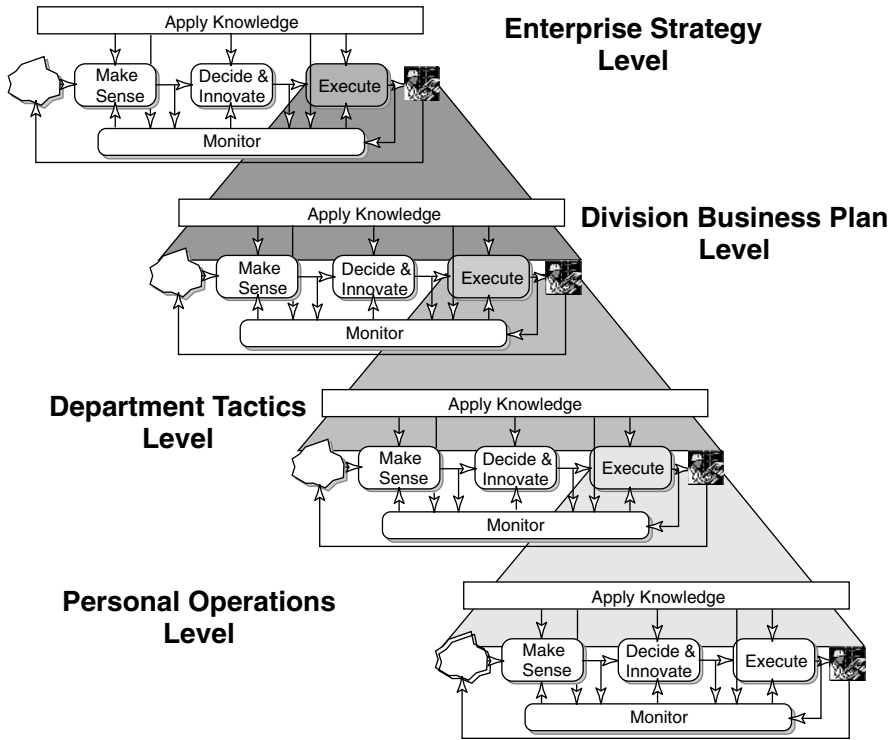 Apply Knowledge
Enterprise Strategy
Level
Make
Sense
Decide &
Innovate
Execute
Monitor
Apply Knowledge
Division Business Plan
Level
Make
Sense
Decide &
Innovate
Execute
Monitor
Department Tactics
Level
Apply Knowledge
Make
Sense
Decide &
Innovate
Execute
Monitor
Personal Operations
Level
Apply Knowledge
Make
Sense
Decide &
Innovate
Execute
Monitor